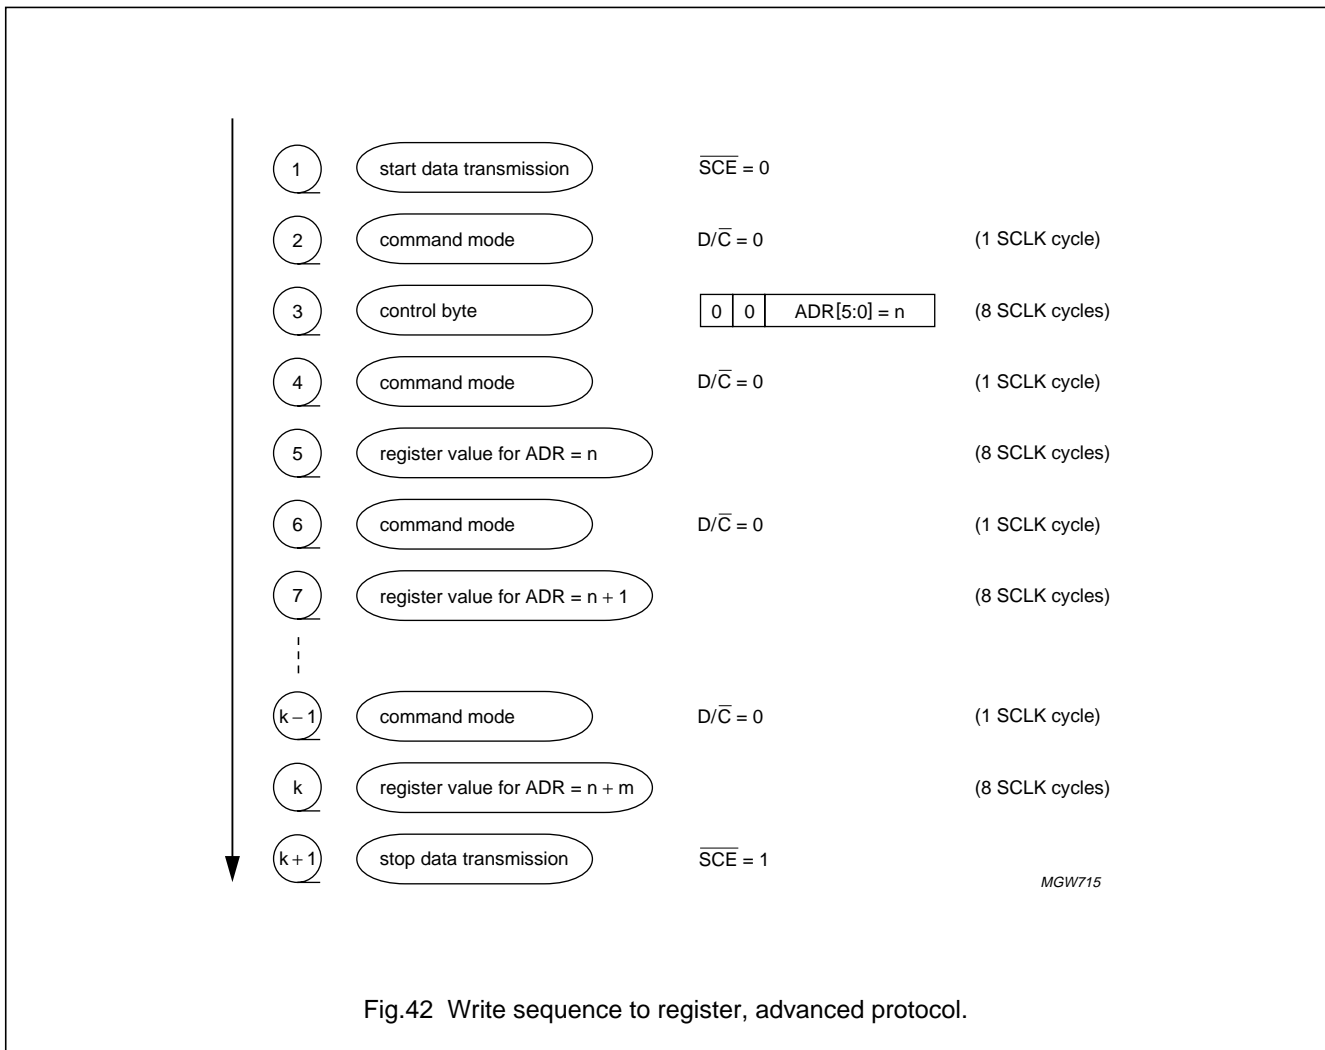 1 start data transmission S̅C̅E̅ = 0
2 command mode D/C̅ = 0 (1 SCLK cycle)
3 control byte 0 0 ADR[5:0] = n (8 SCLK cycles)
4 command mode D/C̅ = 0 (1 SCLK cycle)
5 register value for ADR = n (8 SCLK cycles)
6 command mode D/C̅ = 0 (1 SCLK cycle)
7 register value for ADR = n + 1 (8 SCLK cycles)
k − 1 command mode D/C̅ = 0 (1 SCLK cycle)
k register value for ADR = n + m (8 SCLK cycles)
k + 1 stop data transmission S̅C̅E̅ = 1
MGW715
Fig.42 Write sequence to register, advanced protocol.